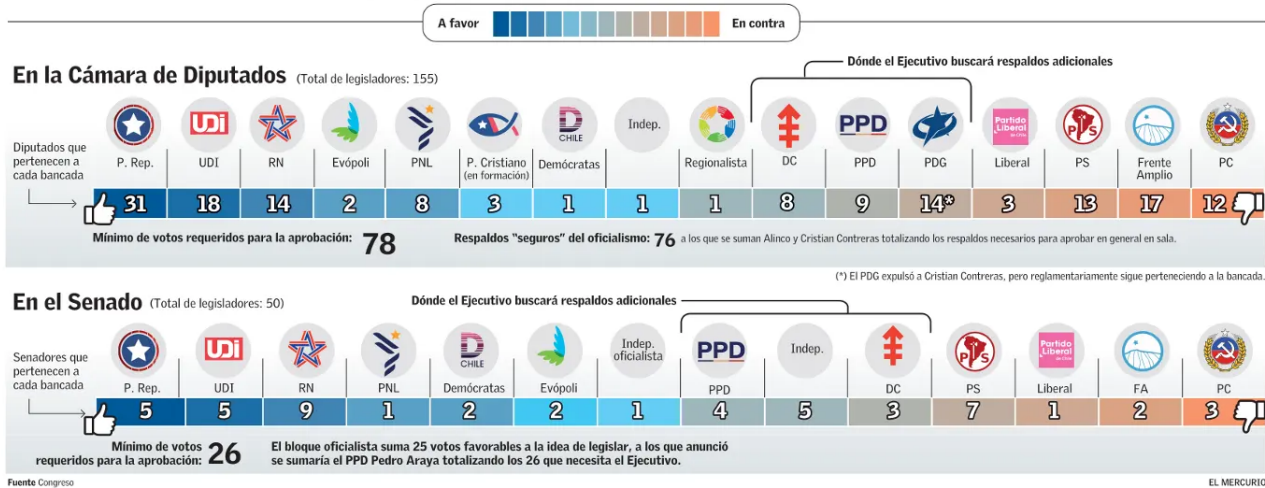 A favor
En contra
En la Cámara de Diputados (Total de legisladores: 155)
Dónde el Ejecutivo buscará respaldos adicionales
UDi
DEMÓCRATAS CHILE
Indep.
PPD
Partido
Liberal
de Chile
PS
Diputados que
pertenecen a
cada bancada
P. Rep.
UDI
RN
Evópoli
PNL
P. Cristiano
(en formación)
Demócratas
Regionalista
DC
PPD
PDG
Liberal
PS
Frente
Amplio
PC
31 18 14 2 8 3 1 1 1 8 9 14* 3 13 17 12
Mínimo de votos requeridos para la aprobación: 78
Respaldos “seguros” del oficialismo: 76 a los que se suman Alinco y Cristian Contreras totalizando los respaldos necesarios para aprobar en general en sala.
(*) El PDG expulsó a Cristian Contreras, pero reglamentariamente sigue perteneciendo a la bancada.
En el Senado (Total de legisladores: 50)
Dónde el Ejecutivo buscará respaldos adicionales
UDi
D
CHILE
Indep.
oficialista
PPD
Indep.
PS
Partido
Liberal
de Chile
Senadores que
pertenecen a
cada bancada
P. Rep.
UDI
RN
PNL
Demócratas
Evópoli
PPD
DC
PS
Liberal
FA
PC
5 5 9 1 2 2 1 4 5 3 7 1 2 3
Mínimo de votos
requeridos para la aprobación: 26
El bloque oficialista suma 25 votos favorables a la idea de legislar, a los que anunció
se sumaría el PPD Pedro Araya totalizando los 26 que necesita el Ejecutivo.
Fuente Congreso
EL MERCURIO